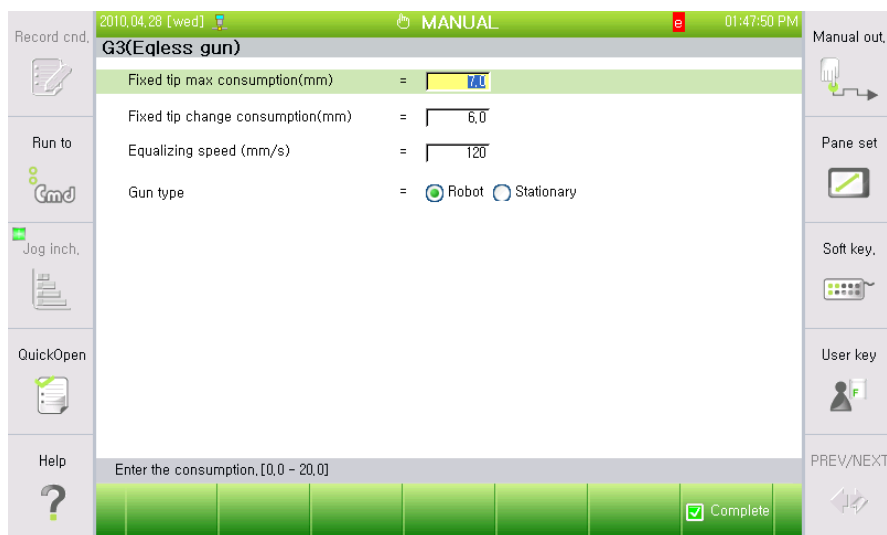 2010,04,28 [wed] MANUAL e 01:47:50 PM
G3(Eqless gun)
Record cnd,
Run to
Cmd
Jog inch,
QuickOpen
Help
Fixed tip max consumption(mm) = 7,0
Fixed tip change consumption(mm) = 6,0
Equalizing speed (mm/s) = 120
Gun type = Robot Stationary
Enter the consumption, [0,0 - 20,0]
Complete
Manual out,
Pane set
Soft key,
User key
F
PREV/NEXT